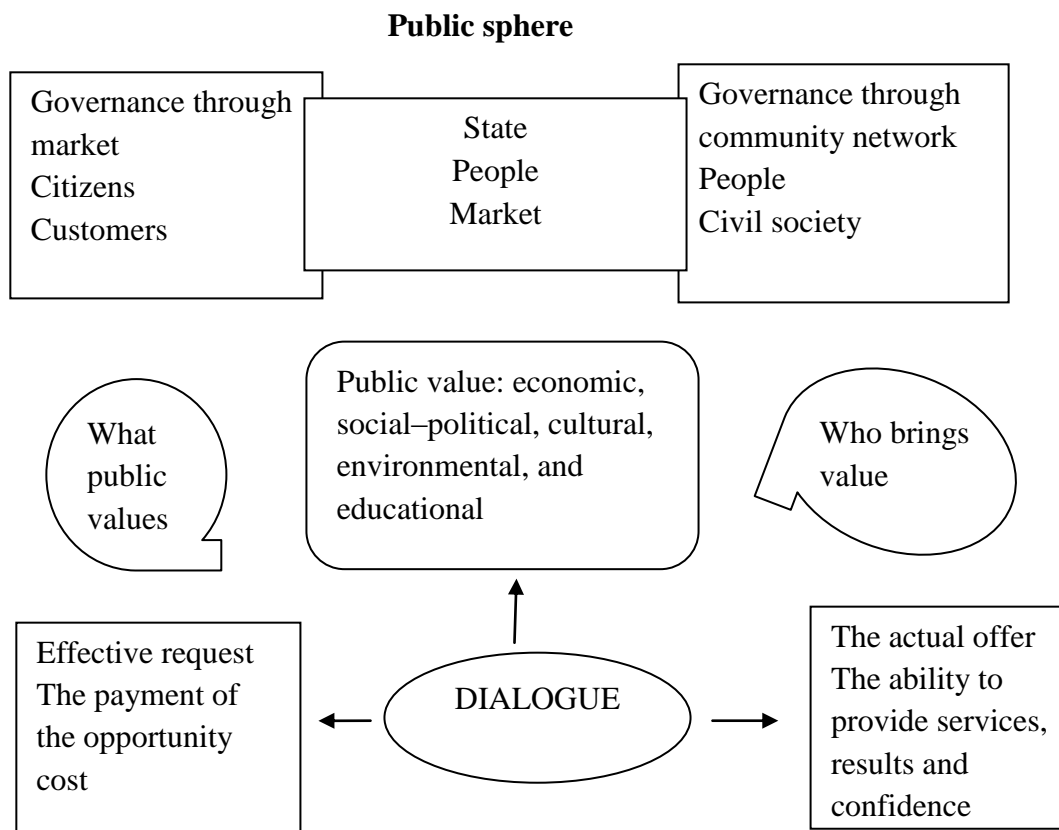 Public sphere
Governance through
market
Citizens
Customers
State
People
Market
Governance through
community network
People
Civil society
What
public
values
Public value: economic,
social–political, cultural,
environmental, and
educational
Who brings
value
Effective request
The payment of
the opportunity
cost
DIALOGUE
The actual offer
The ability to
provide services,
results and
confidence